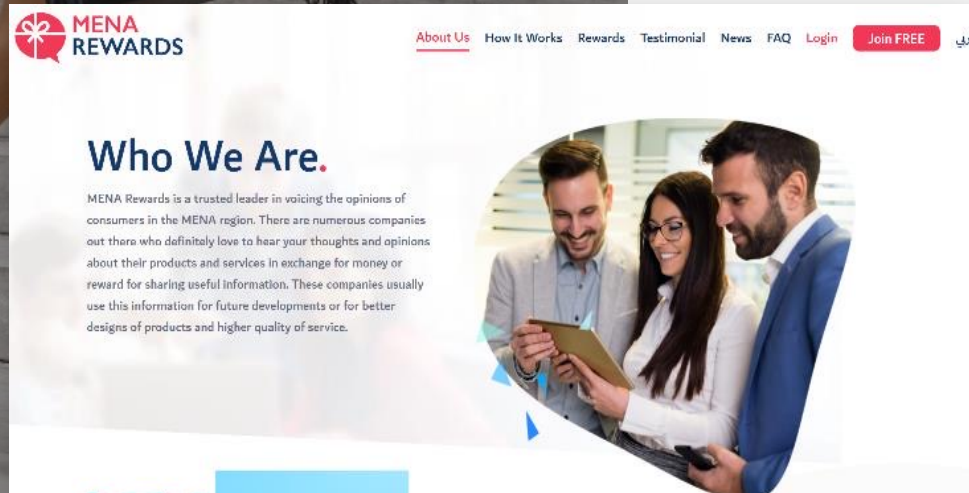 MENA
REWARDS
About Us How It Works Rewards Testimonial News FAQ Login Join FREE
Who We Are.
MENA Rewards is a trusted leader in voicing the opinions of
consumers in the MENA region. There are numerous companies
out there who definitely love to hear your thoughts and opinions
about their products and services in exchange for money or
reward for sharing useful information. These companies usually
use this information for future developments or for better
designs of products and higher quality of service.